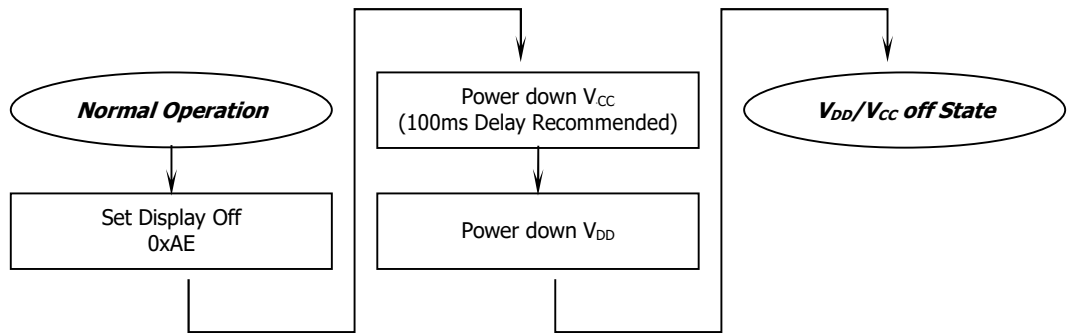 Normal Operation
Set Display Off
0xAE
Power down VCC
(100ms Delay Recommended)
Power down VDD
VDD/VCC off State